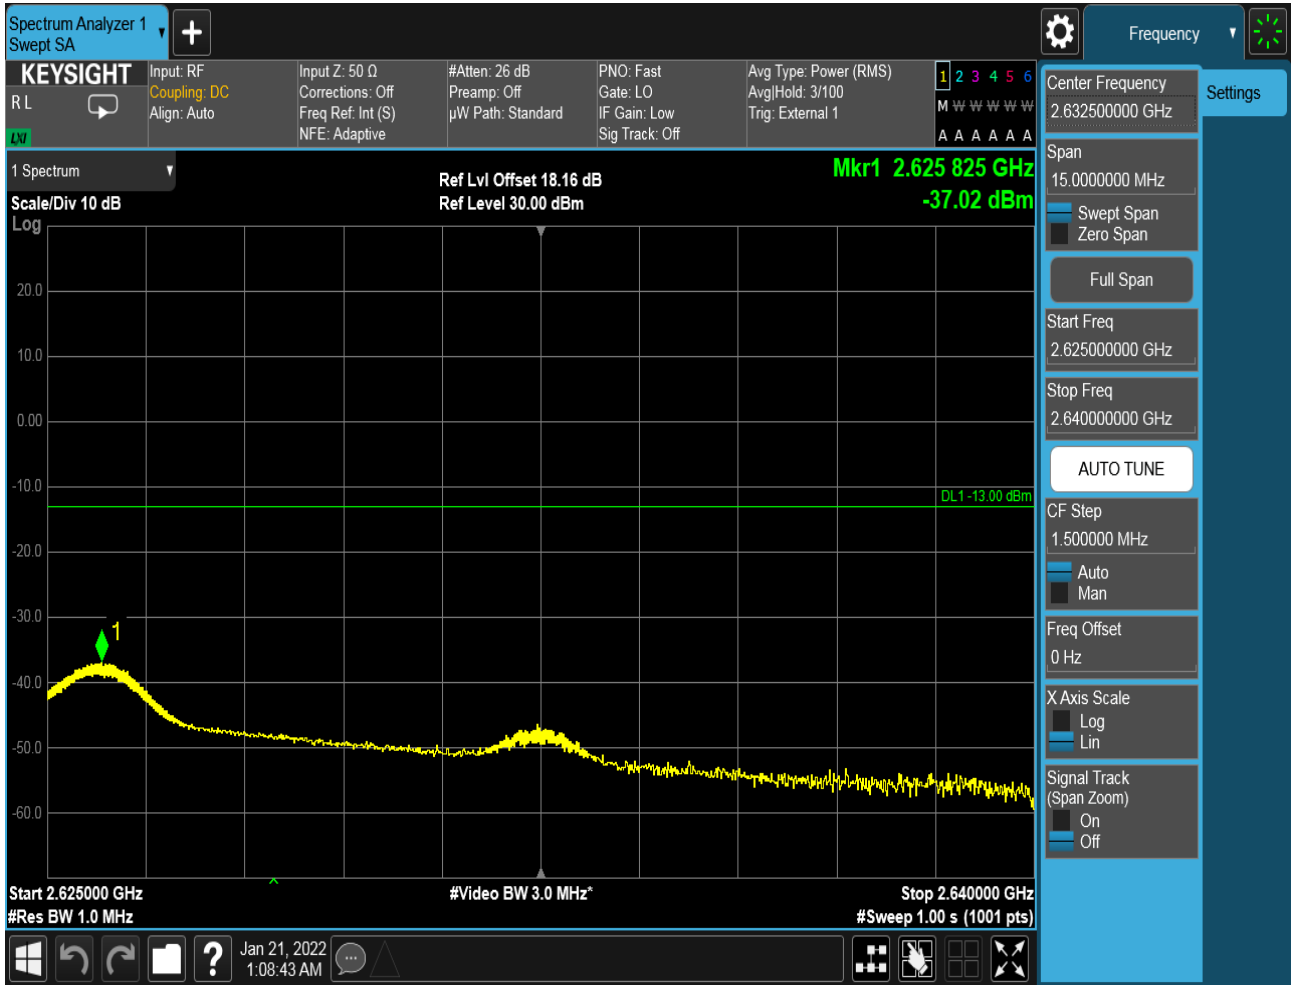 Spectrum Analyzer 1
Swept SA
Frequency
KEYSIGHT
R L
LXI
Input: RF
Coupling: DC
Align: Auto
Input Z: 50 Ω
Corrections: Off
Freq Ref: Int (S)
NFE: Adaptive
#Atten: 26 dB
Preamp: Off
µW Path: Standard
PNO: Fast
Gate: LO
IF Gain: Low
Sig Track: Off
Avg Type: Power (RMS)
Avg|Hold: 3/100
Trig: External 1
1 2 3 4 5 6
M W W W W W
A A A A A A
1 Spectrum
Scale/Div 10 dB
Log
Ref Lvl Offset 18.16 dB
Ref Level 30.00 dBm
Mkr1 2.625 825 GHz
-37.02 dBm
20.0
10.0
0.00
-10.0
DL1 -13.00 dBm
-20.0
-30.0
1
-40.0
-50.0
-60.0
Start 2.625000 GHz
#Res BW 1.0 MHz
#Video BW 3.0 MHz*
Stop 2.640000 GHz
#Sweep 1.00 s (1001 pts)
Jan 21, 2022
1:08:43 AM
?
Center Frequency
2.632500000 GHz
Span
15.0000000 MHz
Swept Span
Zero Span
Full Span
Start Freq
2.625000000 GHz
Stop Freq
2.640000000 GHz
AUTO TUNE
CF Step
1.500000 MHz
Auto
Man
Freq Offset
0 Hz
X Axis Scale
Log
Lin
Signal Track
(Span Zoom)
On
Off
Settings